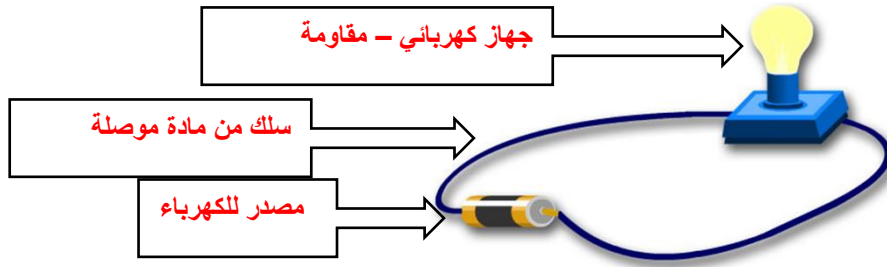 جهاز كهربائي – مقاومة
سلك من مادة موصلة
مصدر للكهرباء